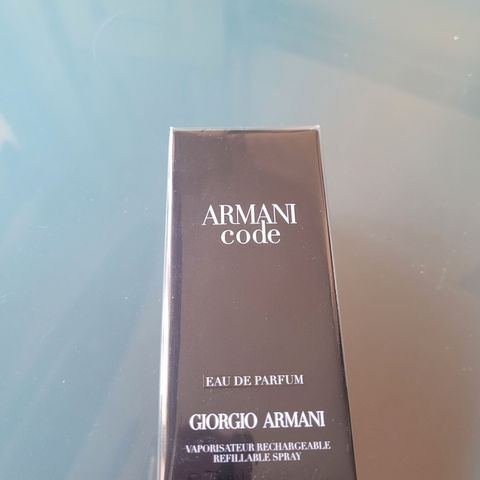 ARMANI
code
EAU DE PARFUM
GIORGIO ARMANI
VAPORISATEUR RECHARGEABLE
REFILLABLE SPRAY